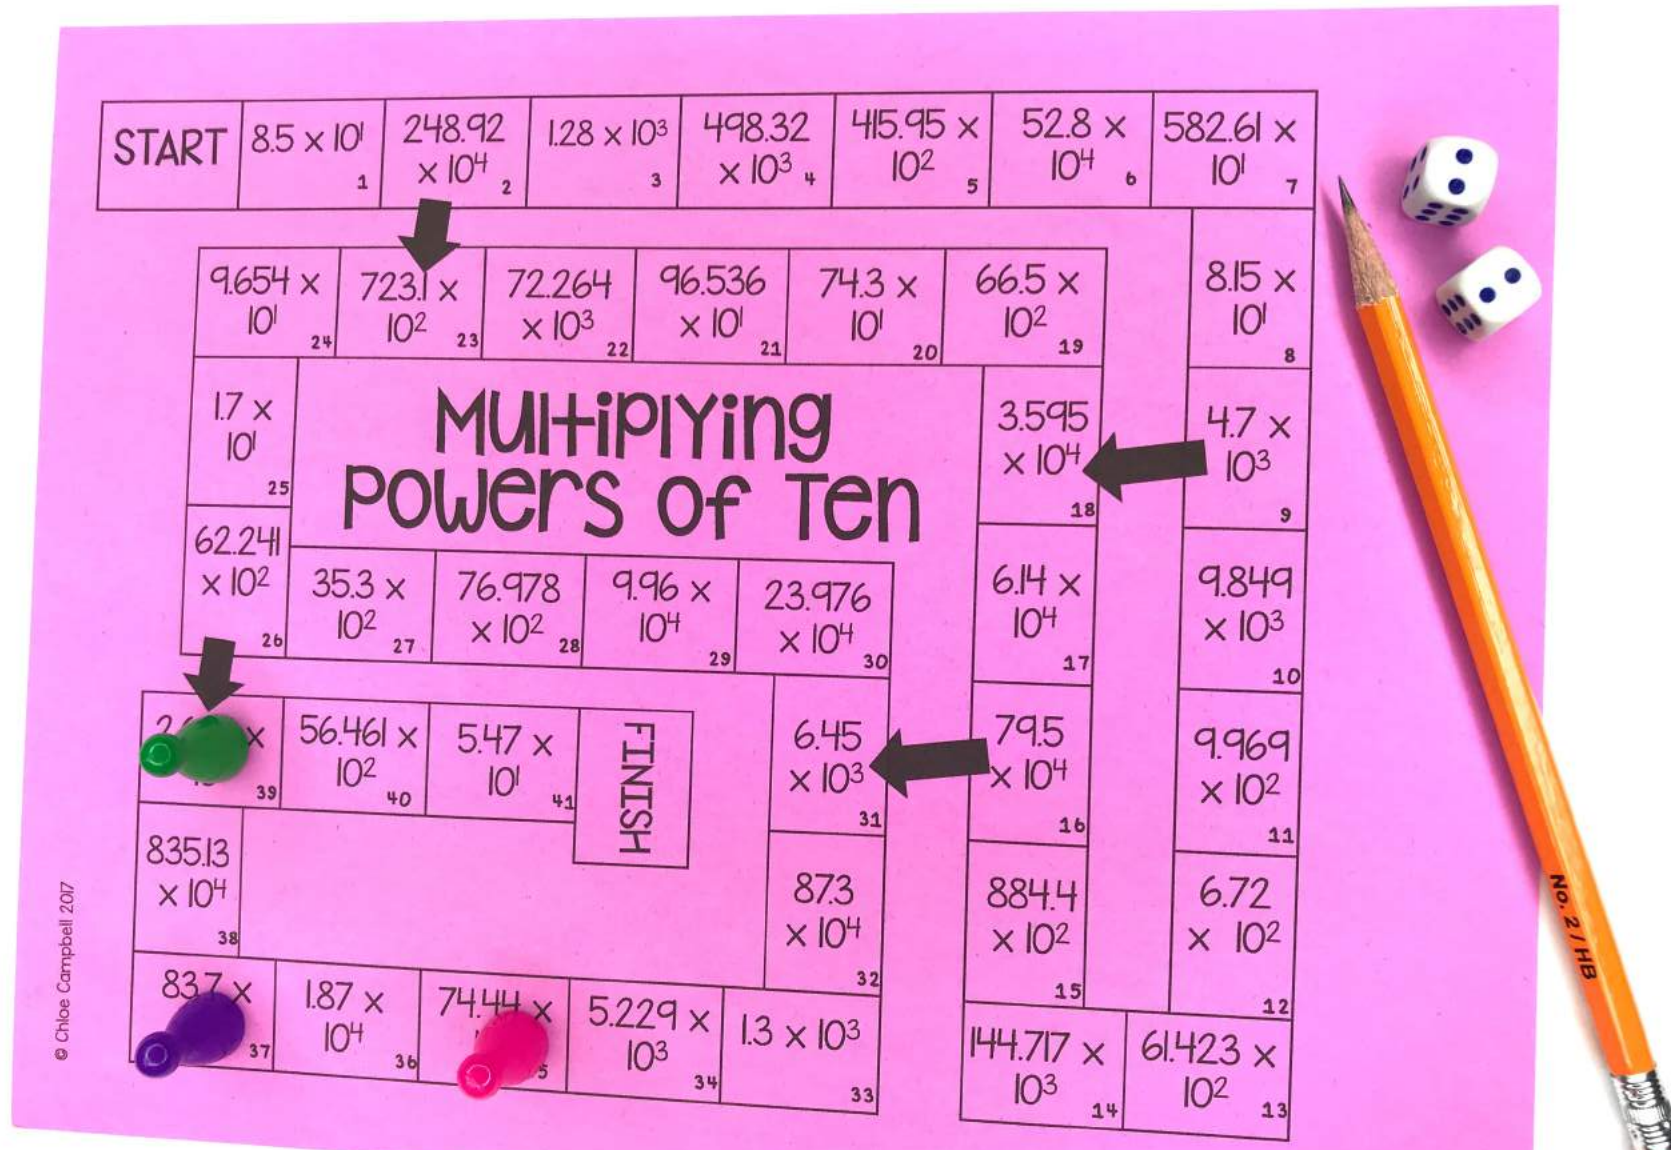 START
8.5 x 10¹
1
248.92
x 10⁴
2
1.28 x 10³
3
498.32
x 10³
4
415.95 x
10²
5
52.8 x
10⁴
6
582.61 x
10¹
7
8.15 x
10¹
8
4.7 x
10³
9
9.849
x 10³
10
9.969
x 10²
11
6.72
x 10²
12
61.423 x
10²
13
144.717 x
10³
14
884.4
x 10²
15
79.5
x 10⁴
16
6.14 x
10⁴
17
3.595
x 10⁴
18
66.5 x
10²
19
74.3 x
10¹
20
96.536
x 10¹
21
72.264
x 10³
22
723.1 x
10²
23
9.654 x
10¹
24
1.7 x
10¹
25
62.241
x 10²
26
Multiplying
Powers of Ten
35.3 x
10²
27
76.978
x 10²
28
9.96 x
10⁴
29
23.976
x 10⁴
30
6.45
x 10³
31
87.3
x 10⁴
32
1.3 x 10³
33
5.229 x
10³
34
74.44 x
1.87 x
10⁴
36
83.7 x
37
835.13
x 10⁴
38
x
39
56.461 x
10²
40
5.47 x
10¹
41
FINISH
© Chloe Campbell 2017
No. 2 / HB